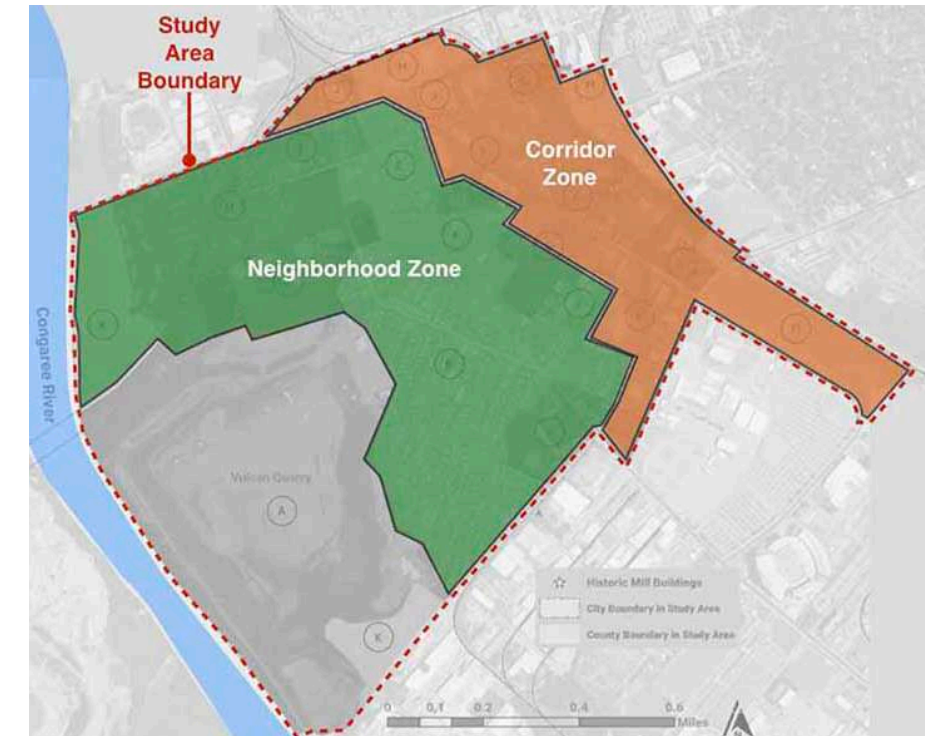 Study
Area
Boundary
Corridor
Zone
Neighborhood Zone
Congaree River
Vulcan Quarry
A
K
Historic Mill Buildings
City Boundary in Study Area
County Boundary in Study Area
0 0.1 0.2 0.4 0.6
Miles